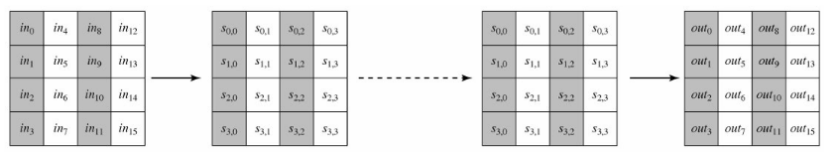 in₀ in₄ in₈ in₁₂ s₀,₀ s₀,₁ s₀,₂ s₀,₃ s₀,₀ s₀,₁ s₀,₂ s₀,₃ out₀ out₄ out₈ out₁₂
in₁ in₅ in₉ in₁₃ s₁,₀ s₁,₁ s₁,₂ s₁,₃ s₁,₀ s₁,₁ s₁,₂ s₁,₃ out₁ out₅ out₉ out₁₃
in₂ in₆ in₁₀ in₁₄ s₂,₀ s₂,₁ s₂,₂ s₂,₃ s₂,₀ s₂,₁ s₂,₂ s₂,₃ out₂ out₆ out₁₀ out₁₄
in₃ in₇ in₁₁ in₁₅ s₃,₀ s₃,₁ s₃,₂ s₃,₃ s₃,₀ s₃,₁ s₃,₂ s₃,₃ out₃ out₇ out₁₁ out₁₅